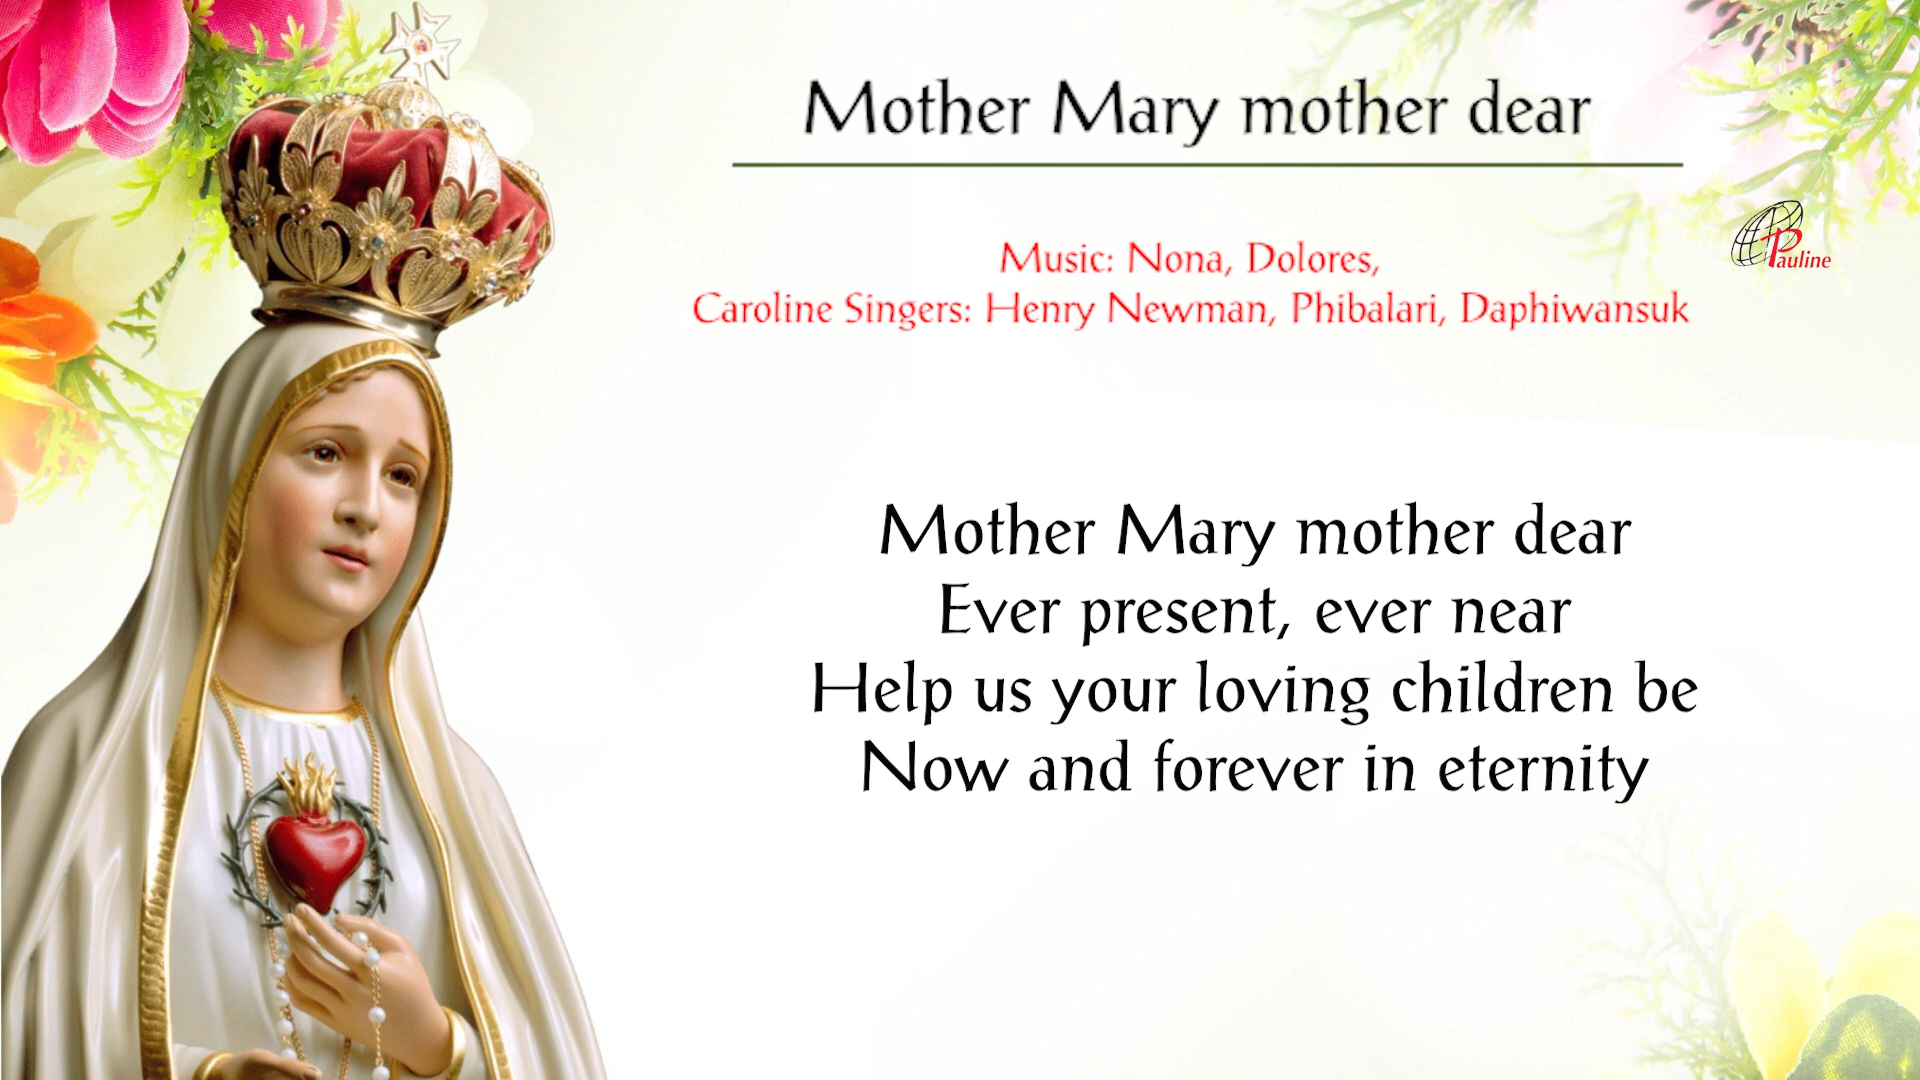 Mother Mary mother dear
Music: Nona, Dolores,
Caroline Singers: Henry Newman, Phibalari, Daphiwansuk
Pauline
Mother Mary mother dear
Ever present, ever near
Help us your loving children be
Now and forever in eternity